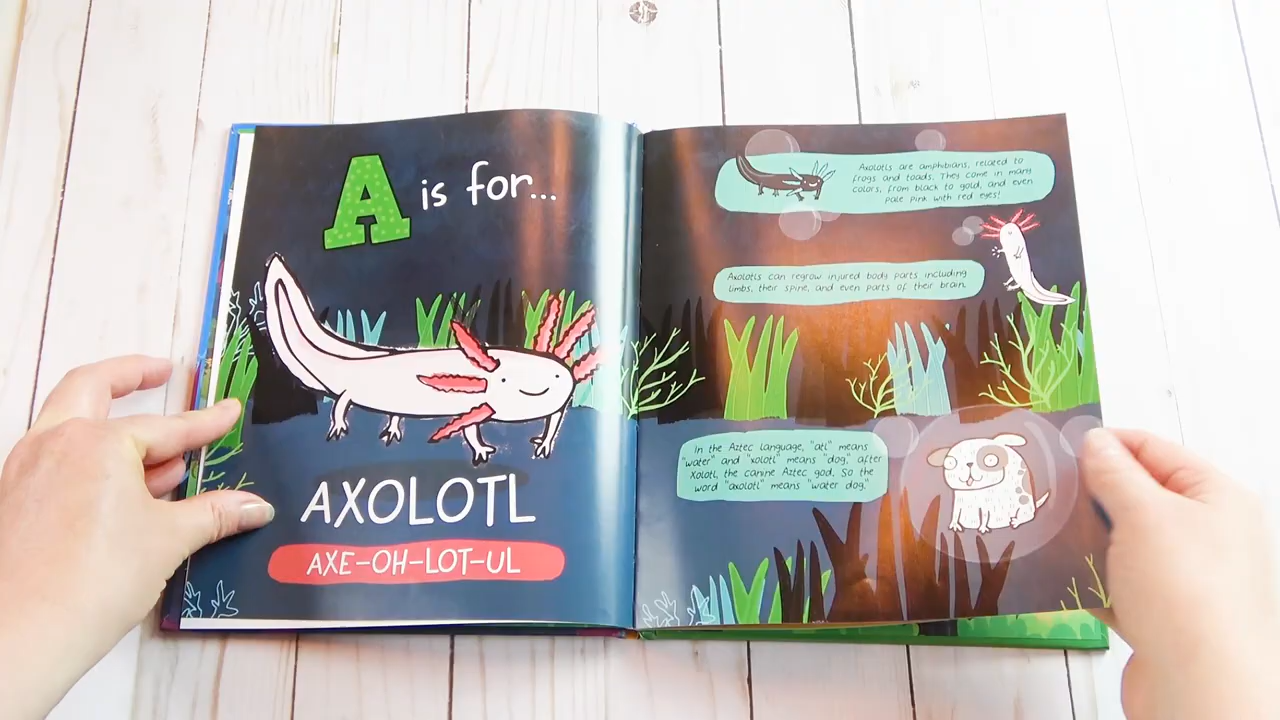 A is for...
AXOLOTL
AXE-OH-LOT-UL
Axolotls are amphibians, related to
frogs and toads. They come in many
colors, from black to gold, and even
pale pink with red eyes!
Axolotls can regrow injured body parts, including
limbs, their spine, and even parts of their brain.
In the Aztec language, "atl" means
"water" and "xolotl" means "dog," after
Xolotl, the canine Aztec god. So the
word "axolotl" means "water dog."